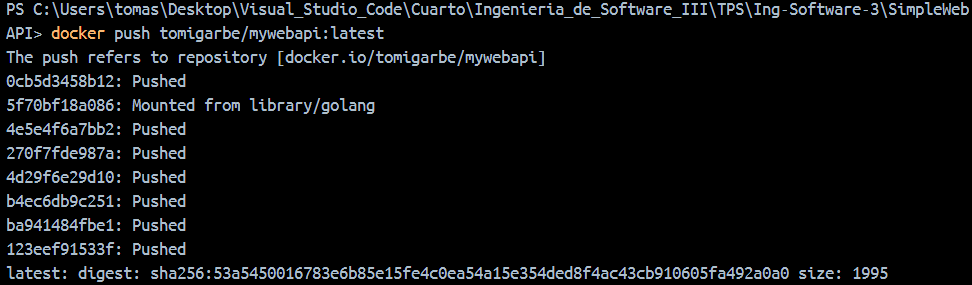 PS C:\Users\tomas\Desktop\Visual_Studio_Code\Cuarto\Ingenieria_de_Software_III\TPS\Ing-Software-3\SimpleWeb
API> docker push tomigarbe/mywebapi:latest
The push refers to repository [docker.io/tomigarbe/mywebapi]
0cb5d3458b12: Pushed
5f70bf18a086: Mounted from library/golang
4e5e4f6a7bb2: Pushed
270f7fde987a: Pushed
4d29f6e29d10: Pushed
b4ec6db9c251: Pushed
ba941484fbe1: Pushed
123eef91533f: Pushed
latest: digest: sha256:53a5450016783e6b85e15fe4c0ea54a15e354ded8f4ac43cb910605fa492a0a0 size: 1995